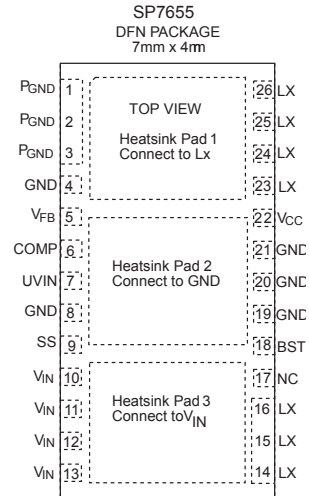 SP7655
DFN PACKAGE
7mm x 4mm
TOP VIEW
Heatsink Pad 1
Connect to Lx
Heatsink Pad 2
Connect to GND
Heatsink Pad 3
Connect toVIN
PGND 1
PGND 2
PGND 3
GND 4
VFB 5
COMP 6
UVIN 7
GND 8
SS 9
VIN 10
VIN 11
VIN 12
VIN 13
26 LX
25 LX
24 LX
23 LX
22 VCC
21 GND
20 GND
19 GND
18 BST
17 NC
16 LX
15 LX
14 LX